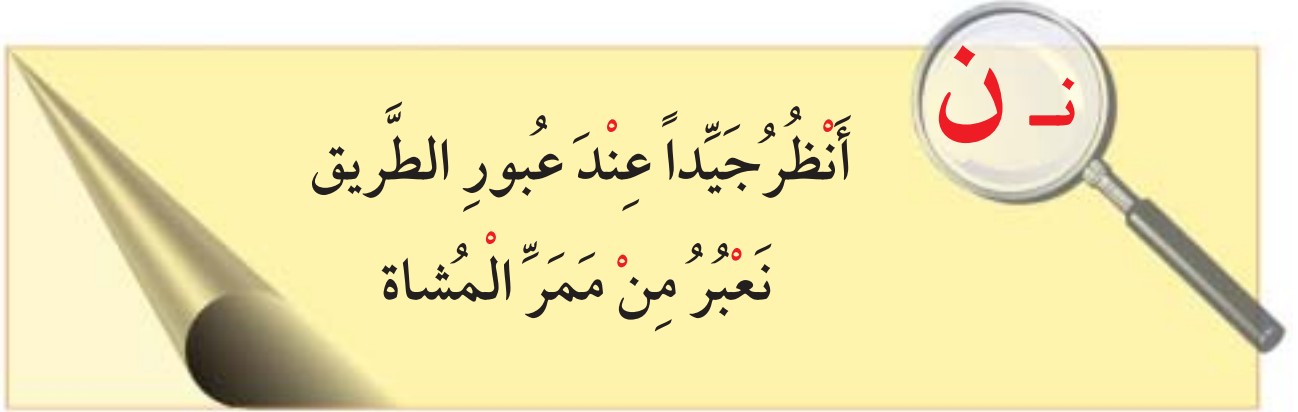 نـ ن
أَنْظُرُ جَيِّداً عِنْدَ عُبورِ الطَّريق
نَعْبُرُ مِنْ مَمَرِّ الْمُشاة